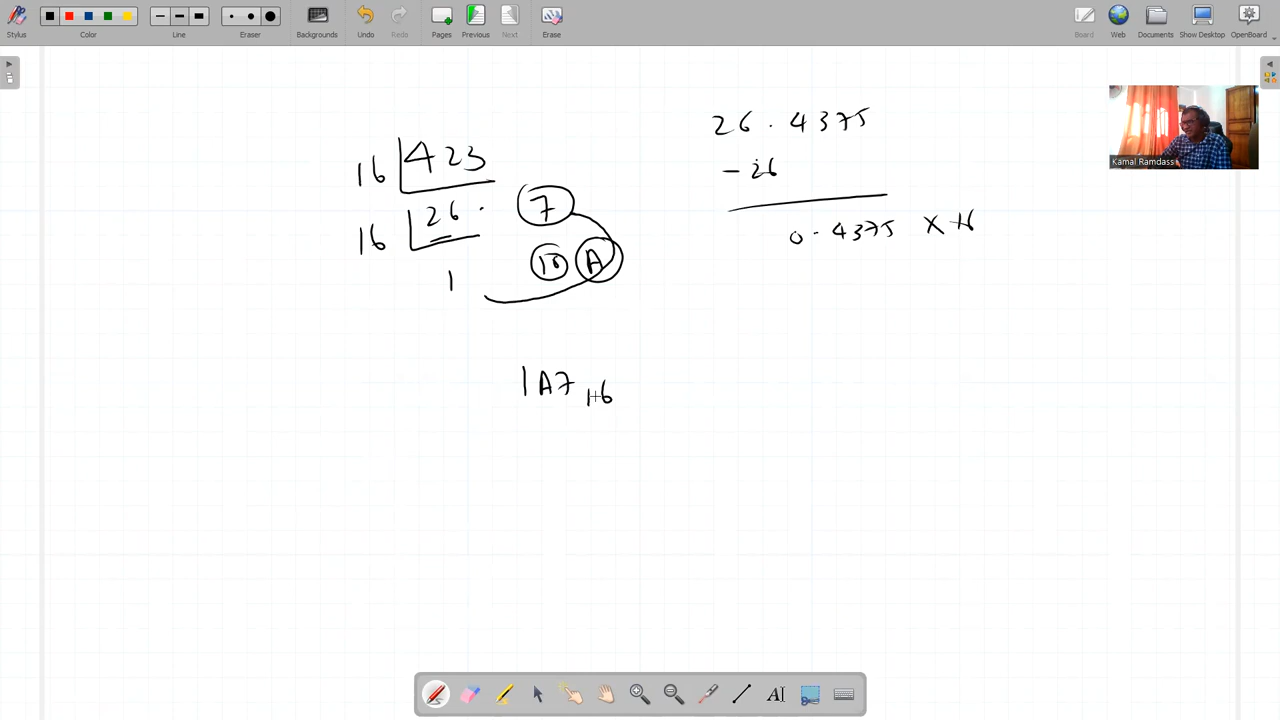 Stylus
Color
Line
Eraser
Backgrounds
Undo
Redo
Pages
Previous
Next
Erase
Board
Web
Documents
Show Desktop
OpenBoard
16 423
16 26 . 7
10 A
1
1A7 16
26.4375
- 26
0.4375 X 16
Kamal Ramdass